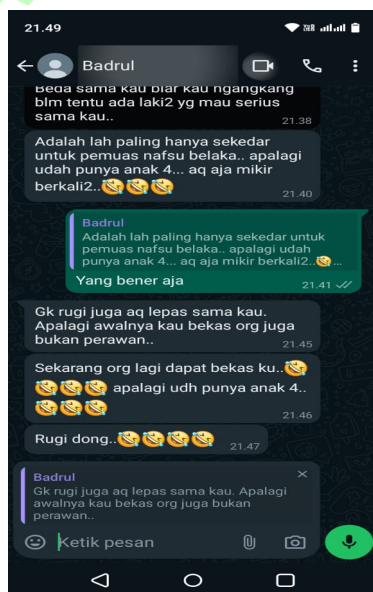 21.49
Badrul
Beda sama kau biar kau ngangkang
blm tentu ada laki2 yg mau serius
sama kau..
21.38
Adalah lah paling hanya sekedar
untuk pemuas nafsu belaka.. apalagi
udah punya anak 4... aq aja mikir
berkali2..🤣🤣🤣
21.40
Badrul
Adalah lah paling hanya sekedar untuk
pemuas nafsu belaka.. apalagi udah
punya anak 4... aq aja mikir berkali2..🤣...
Yang bener aja
21.41
Gk rugi juga aq lepas sama kau.
Apalagi awalnya kau bekas org juga
bukan perawan..
21.45
Sekarang org lagi dapat bekas ku..🤣
🤣🤣🤣 apalagi udh punya anak 4..
🤣🤣🤣
21.46
Rugi dong..🤣🤣🤣🤣
21.47
Badrul
Gk rugi juga aq lepas sama kau. Apalagi
awalnya kau bekas org juga bukan
perawan..
Ketik pesan